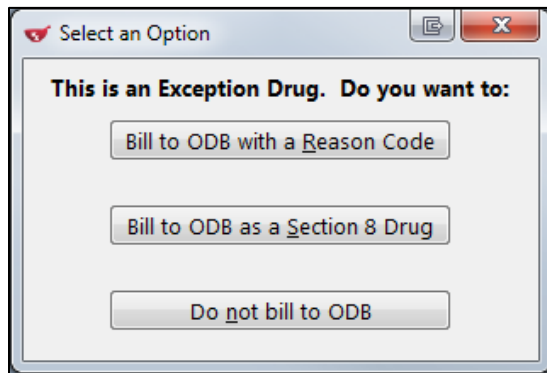 Select an Option
This is an Exception Drug. Do you want to:
Bill to ODB with a Reason Code
Bill to ODB as a Section 8 Drug
Do not bill to ODB